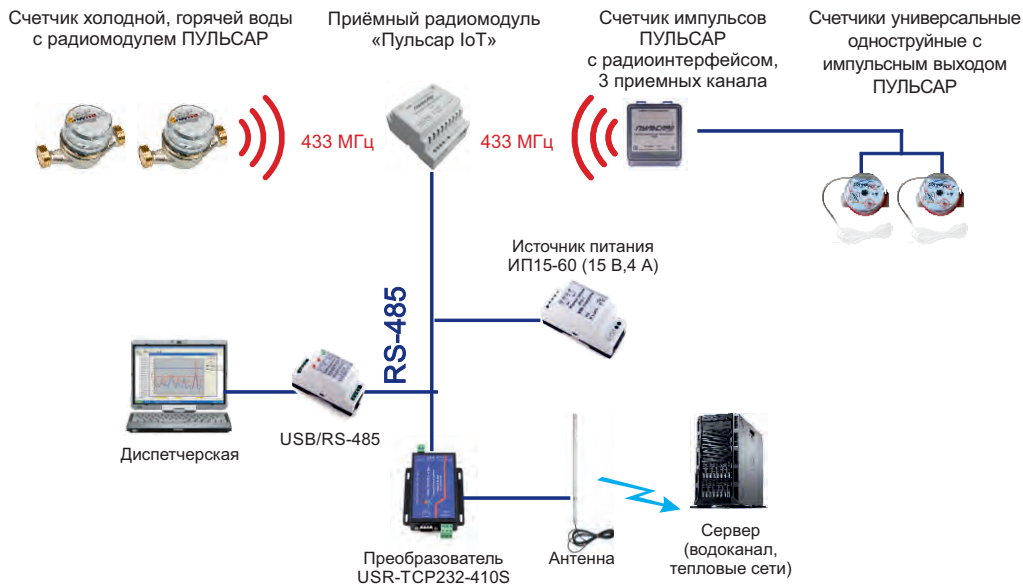 Счетчик холодной, горячей воды
с радиомодулем ПУЛЬСАР
Приёмный радиомодуль
«Пульсар IoT»
Счетчик импульсов
ПУЛЬСАР
с радиоинтерфейсом,
3 приемных канала
Счетчики универсальные
одноструйные с
импульсным выходом
ПУЛЬСАР
433 МГц
433 МГц
Источник питания
ИП15-60 (15 В,4 А)
RS-485
USB/RS-485
Диспетчерская
Преобразователь
USR-TCP232-410S
Антенна
Сервер
(водоканал,
тепловые сети)